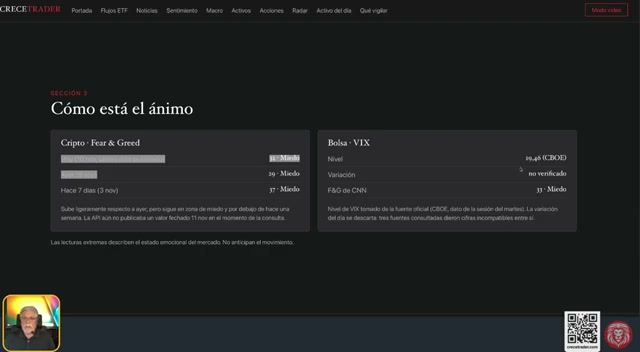 CRECETRADER
Portada Flujos ETF Noticias Sentimiento Macro Activos Acciones Radar Activo del día Qué vigilar
Modo video
SECCIÓN 3
Cómo está el ánimo
Cripto · Fear & Greed
31 · Miedo
29 · Miedo
Hace 7 días (3 nov) 37 · Miedo
Sube ligeramente respecto a ayer, pero sigue en zona de miedo y por debajo de hace una
semana. La API aún no publicaba un valor fechado 11 nov en el momento de la consulta.
Bolsa · VIX
Nivel 19,46 (CBOE)
Variación no verificado
F&G de CNN 33 · Miedo
Nivel de VIX tomado de la fuente oficial (CBOE, dato de la sesión del martes). La variación
del día se descarta: tres fuentes consultadas dieron cifras incompatibles entre sí.
Las lecturas extremas describen el estado emocional del mercado. No anticipan el movimiento.
crecetrader.com